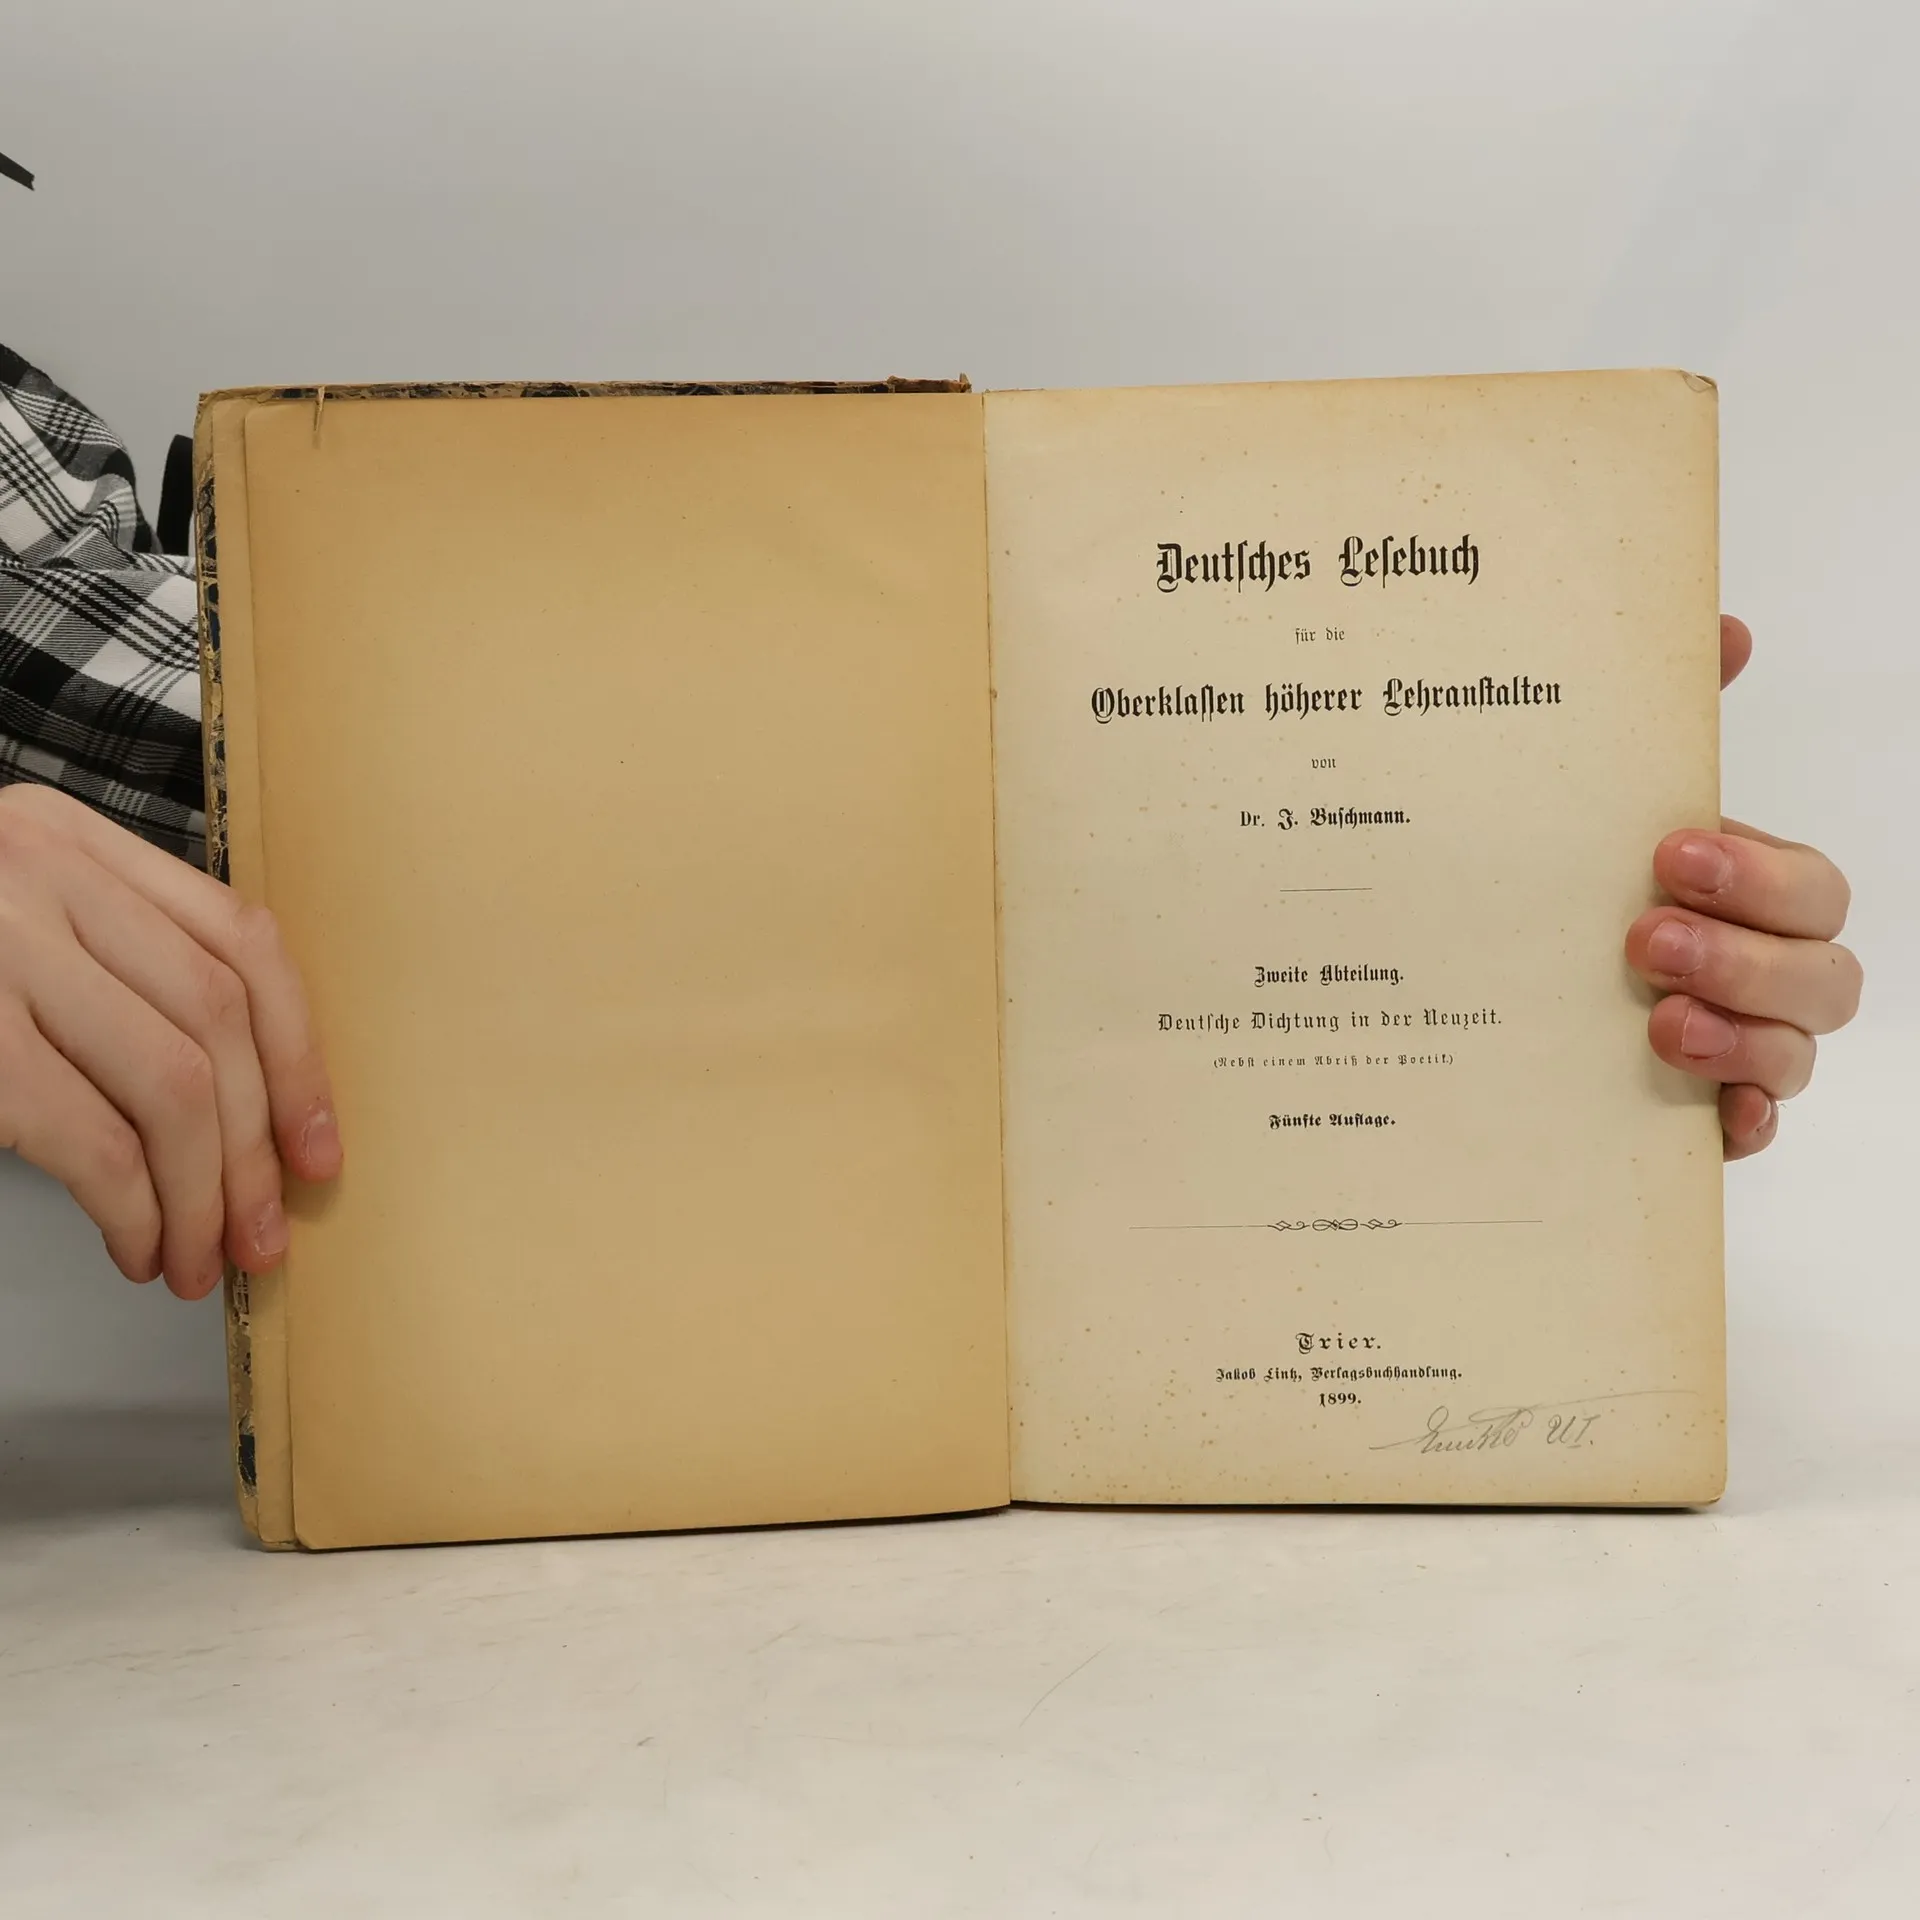 Deutſches Leſebuch
für die
Oberklaſſen höherer Lehranſtalten
von
Dr. J. Buſchmann.
Zweite Abteilung.
Deutſche Dichtung in der Neuzeit.
(Nebſt einem Abriß der Poetik.)
Fünfte Auflage.
Trier.
Jakob Lintz, Verlagsbuchhandlung.
1899.
UI.